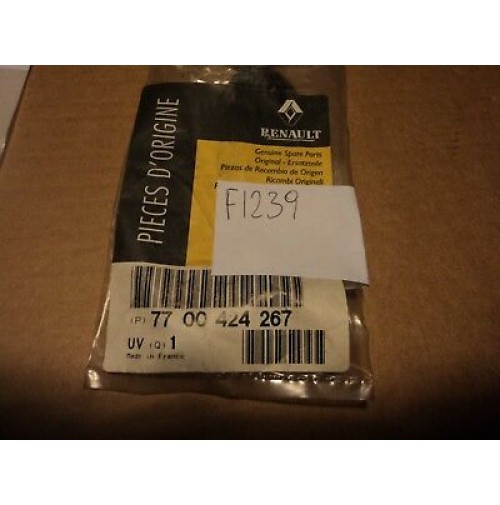 PIECES D'ORIGINE
RENAULT
Genuine Spare Parts
Original - Ersatzteile
Piezas de Recambio de Origen
Ricambi Originali
F1239
(P) 77 00 424 267
UV (Q) 1
Made in France